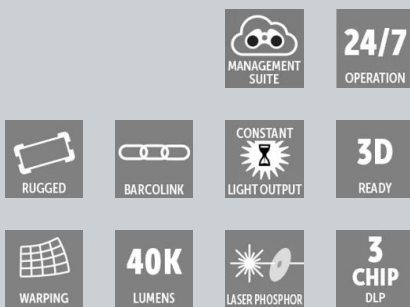 MANAGEMENT
SUITE
24/7
OPERATION
RUGGED
BARCOLINK
CONSTANT
LIGHT OUTPUT
3D
READY
WARPING
40K
LUMENS
LASER PHOSPHOR
3
CHIP
DLP